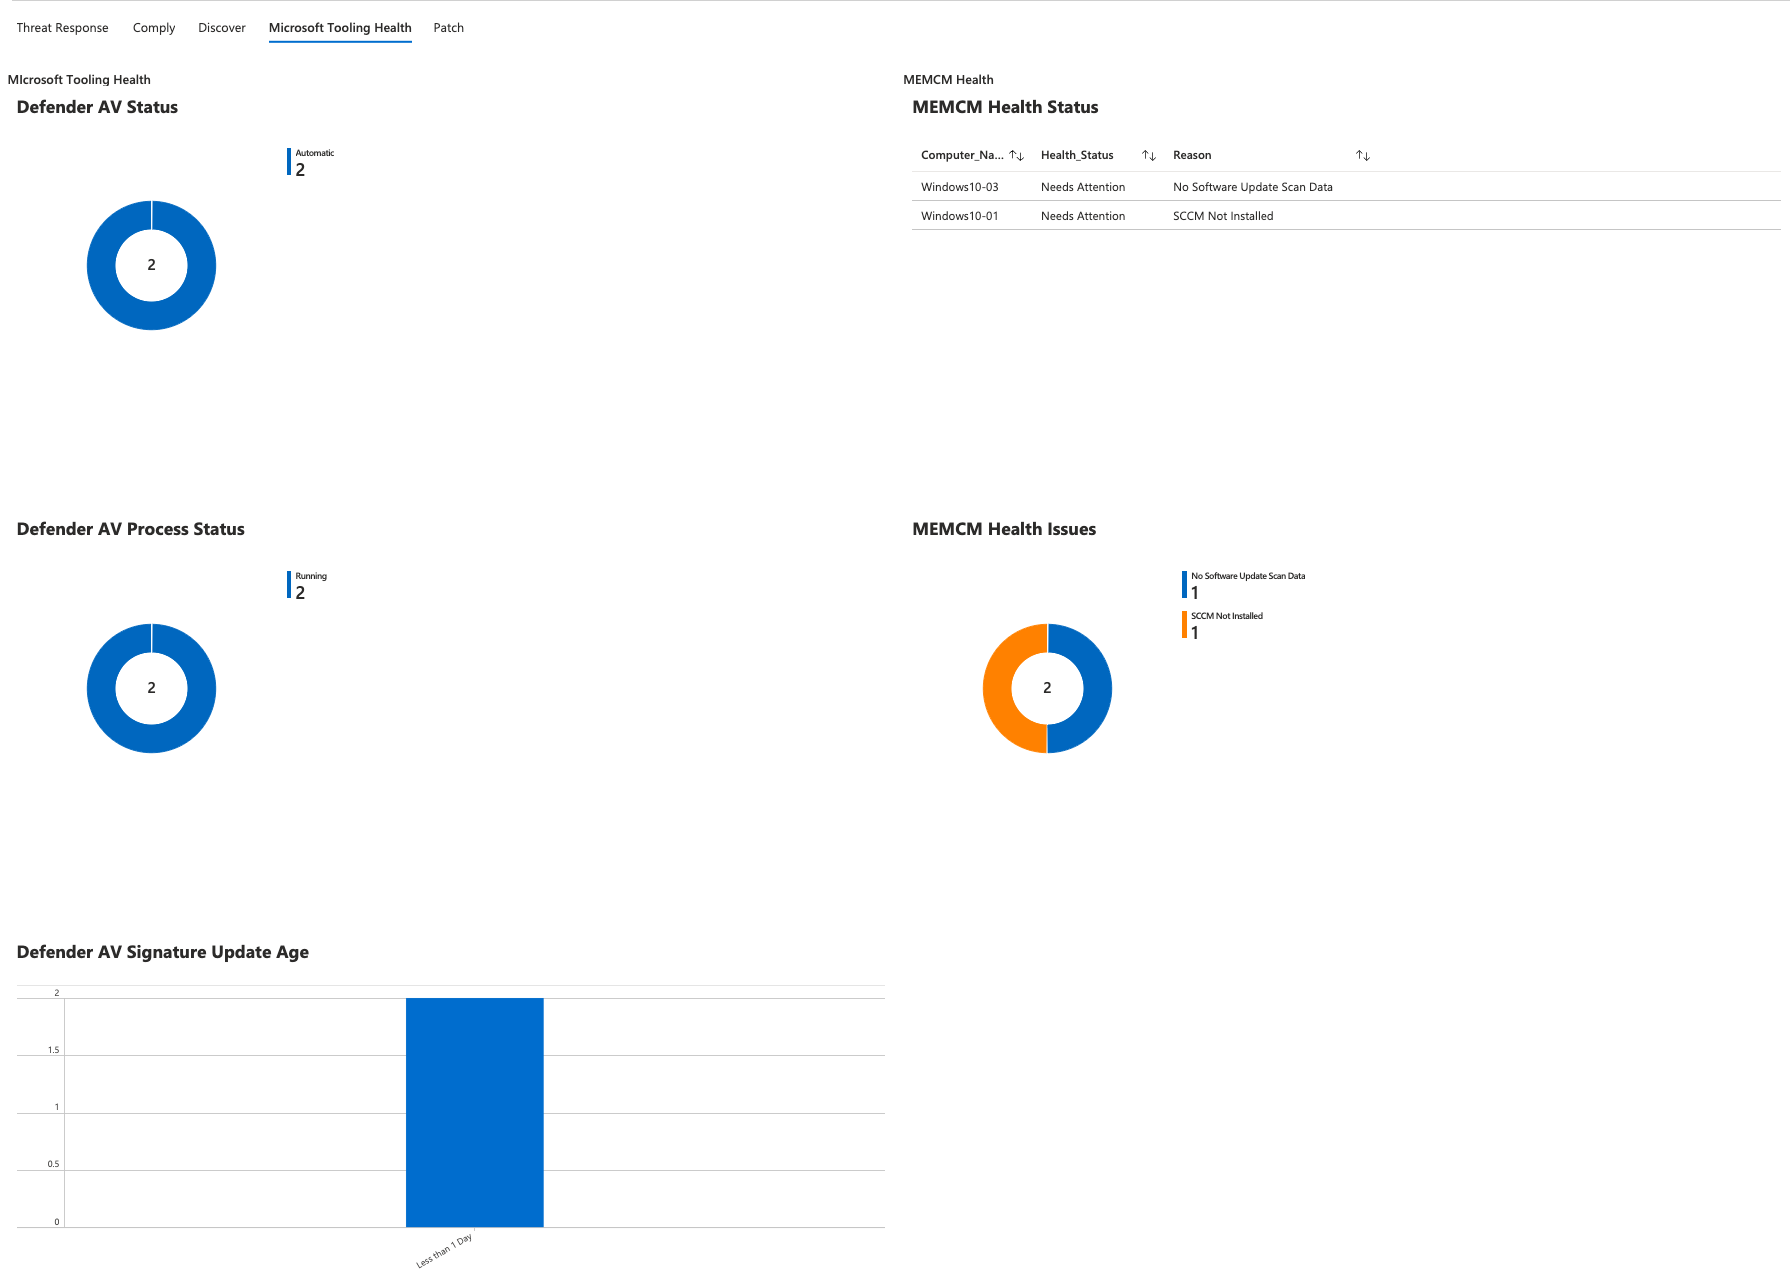 Threat Response Comply Discover Microsoft Tooling Health Patch
MIcrosoft Tooling Health
Defender AV Status
Automatic
2
2
MEMCM Health
MEMCM Health Status
Computer_Na... ↑↓ Health_Status ↑↓ Reason ↑↓
Windows10-03 Needs Attention No Software Update Scan Data
Windows10-01 Needs Attention SCCM Not Installed
Defender AV Process Status
Running
2
2
MEMCM Health Issues
No Software Update Scan Data
1
SCCM Not Installed
1
2
Defender AV Signature Update Age
2
1.5
1
0.5
0
Less than 1 Day